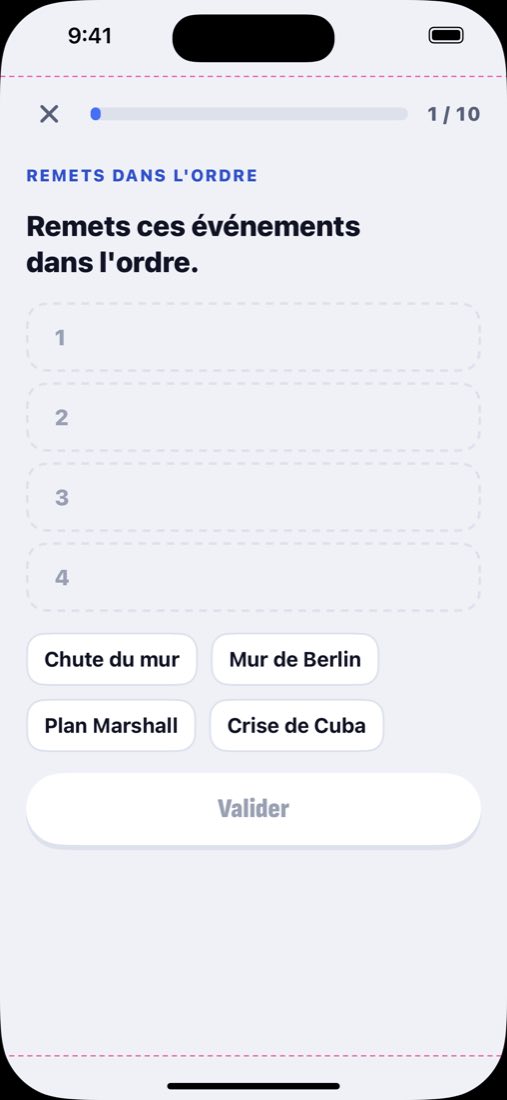 9:41
1 / 10
REMETS DANS L'ORDRE
Remets ces événements
dans l'ordre.
1
2
3
4
Chute du mur
Mur de Berlin
Plan Marshall
Crise de Cuba
Valider